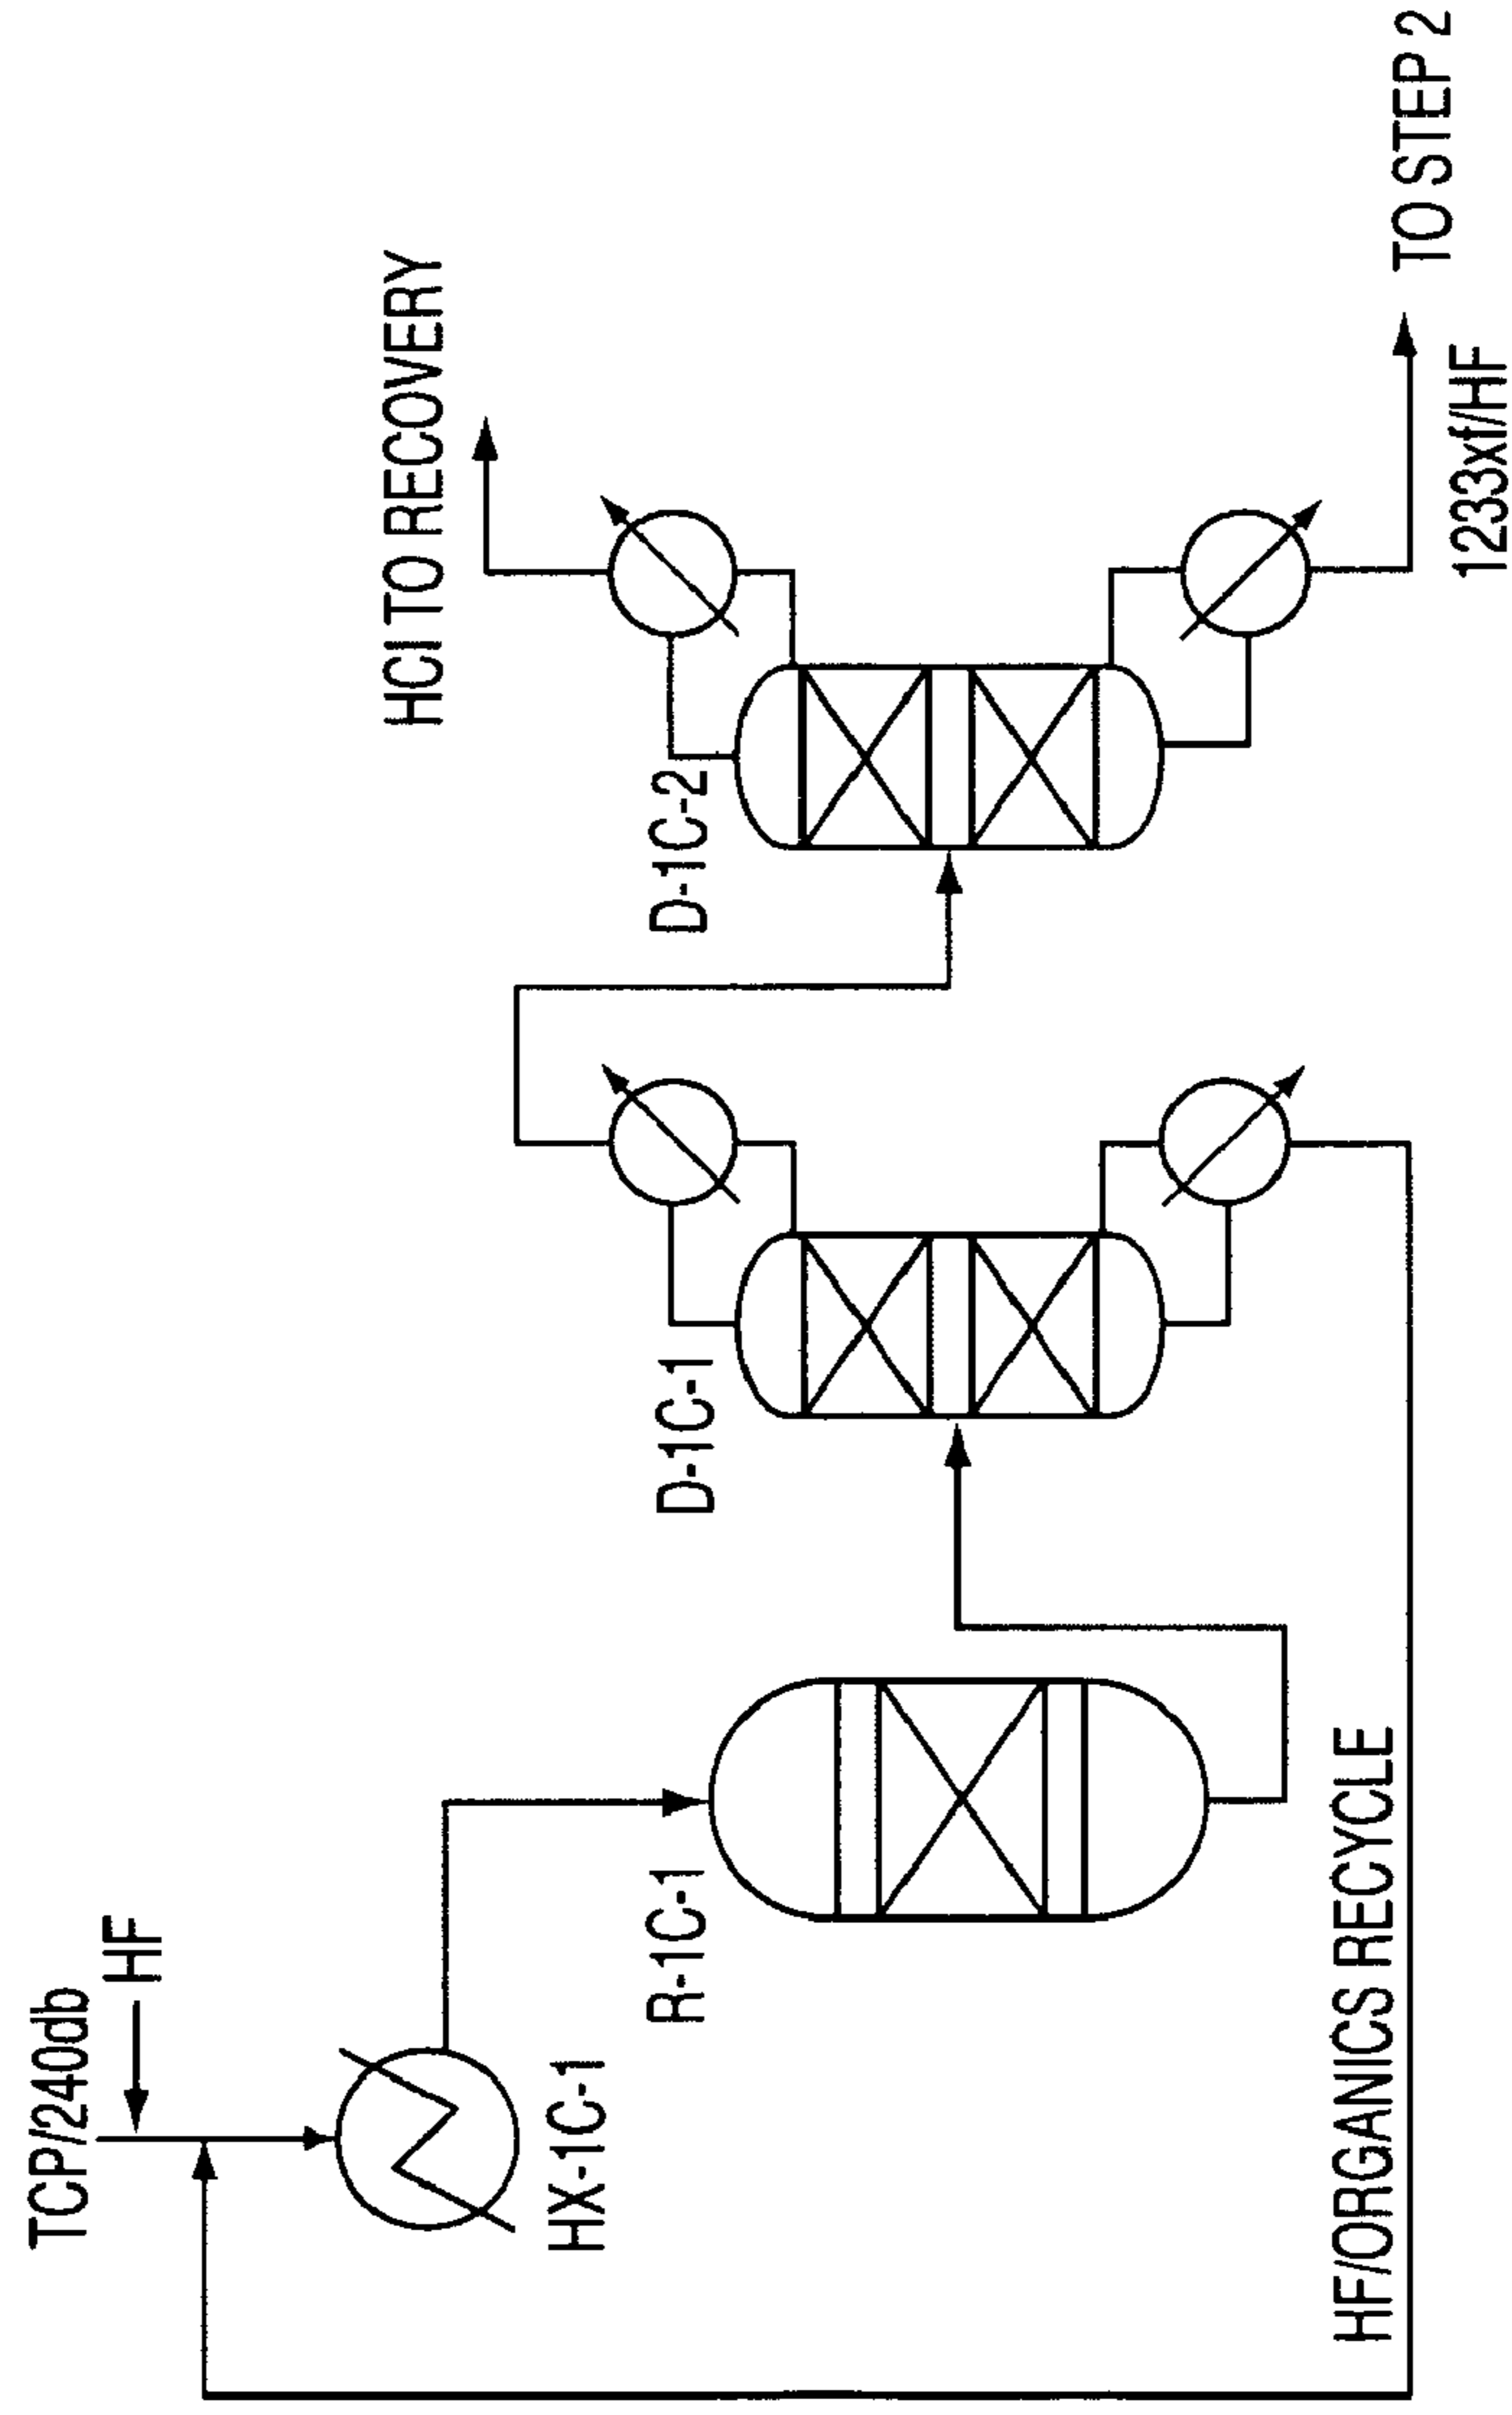 TCP/240db
HF
HX-1C-1
R-1C-1
HF/ORGANICS RECYCLE
D-1C-1
D-1C-2
HCl TO RECOVERY
1233xf/HF
TO STEP 2